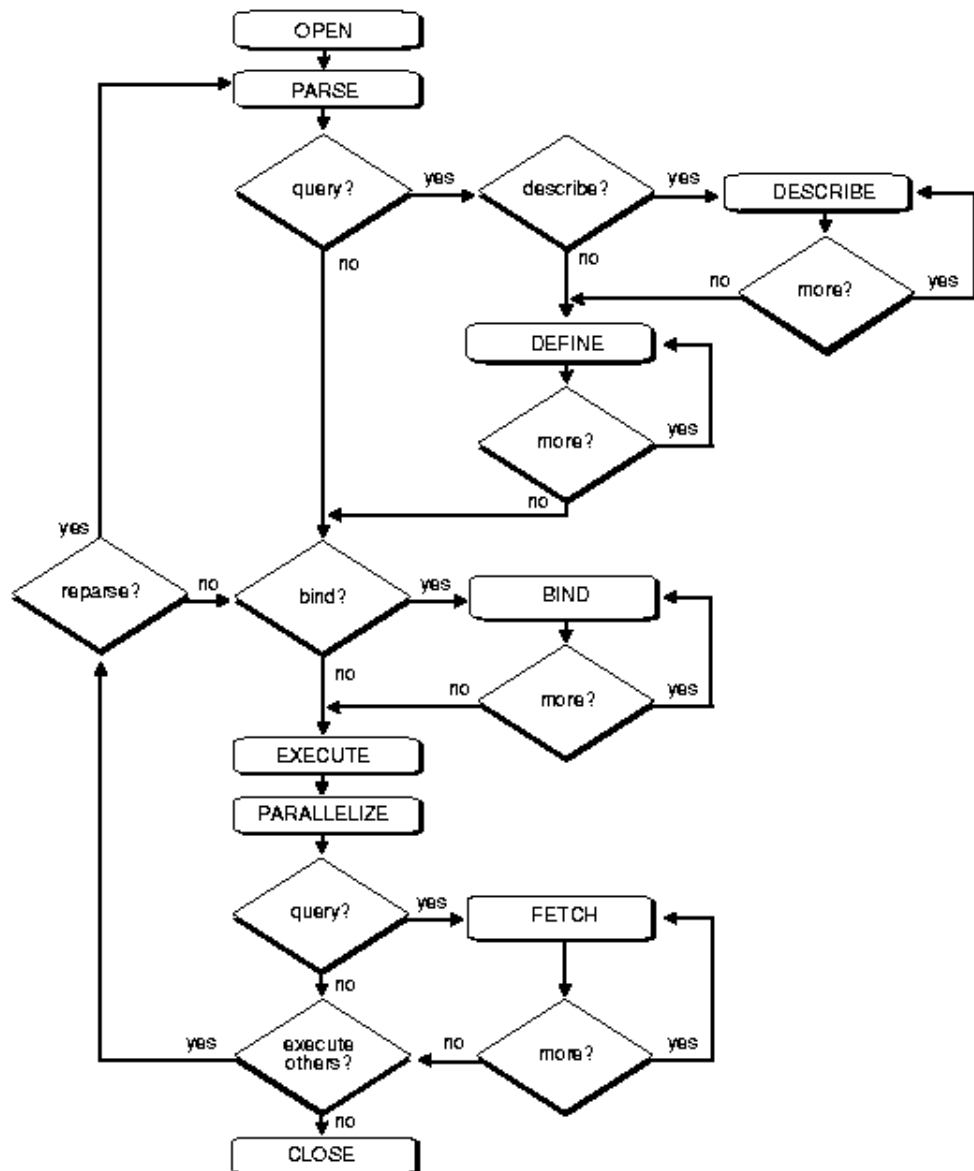 OPEN
PARSE
query?
yes
describe?
yes
DESCRIBE
no
no
no
more?
yes
DEFINE
more?
yes
no
yes
reparse?
no
bind?
yes
BIND
no
no
more?
yes
EXECUTE
PARALLELIZE
query?
yes
FETCH
no
yes
execute
others?
no
more?
yes
no
CLOSE